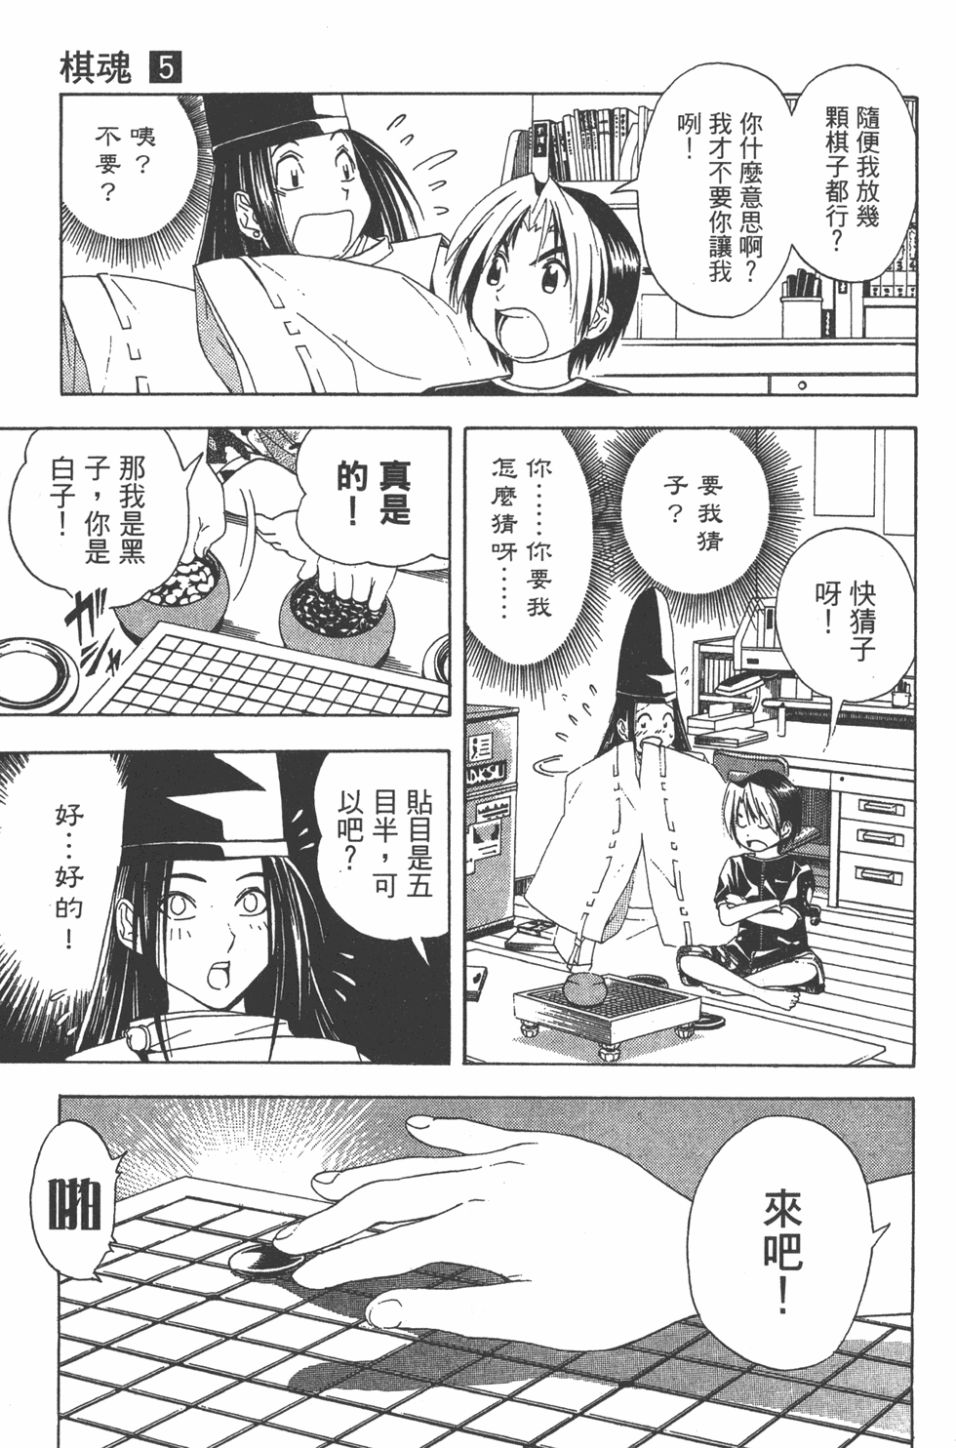 棋魂 5
隨便我放幾
顆棋子都行？
你什麼意思啊？
我才不要你讓我
咧！
咦？
不要？
快猜子
呀！
要我猜
子？
你……你要我
怎麼猜呀……
真是
的！
那我是黑
子，你是
白子！
ガガ
貼目是五
目半，可
以吧？
好…好的！
來吧！
啪